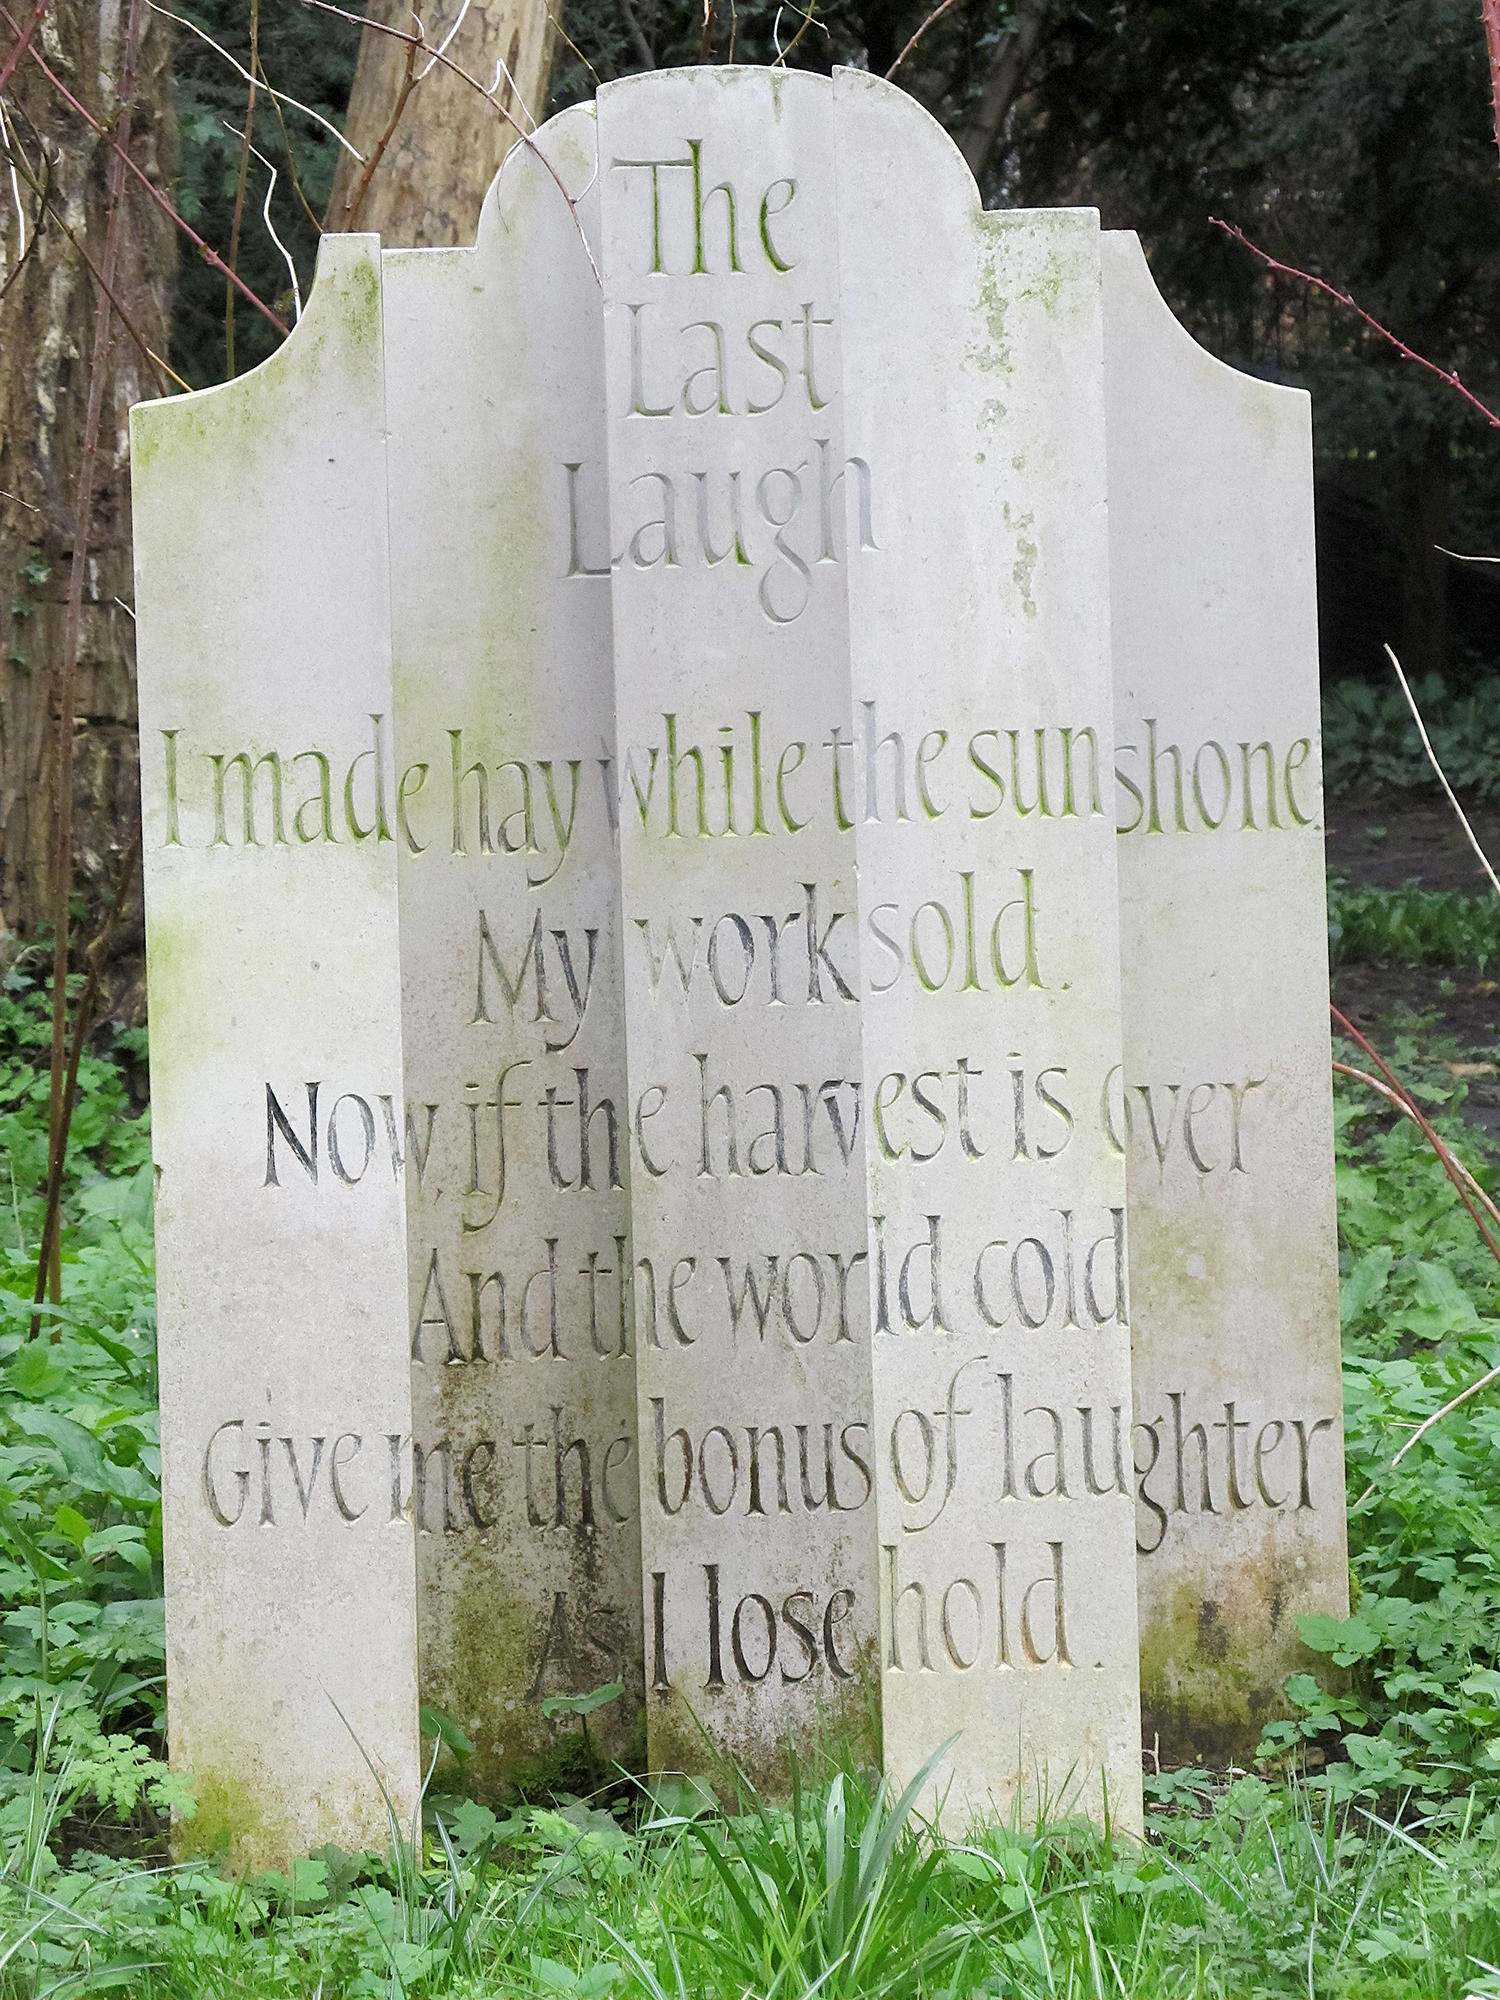 The
Last
Laugh
I made hay while the sun shone.
My work sold.
Now, if the harvest is over
And the world cold
Give me the bonus of laughter
As I lose hold.